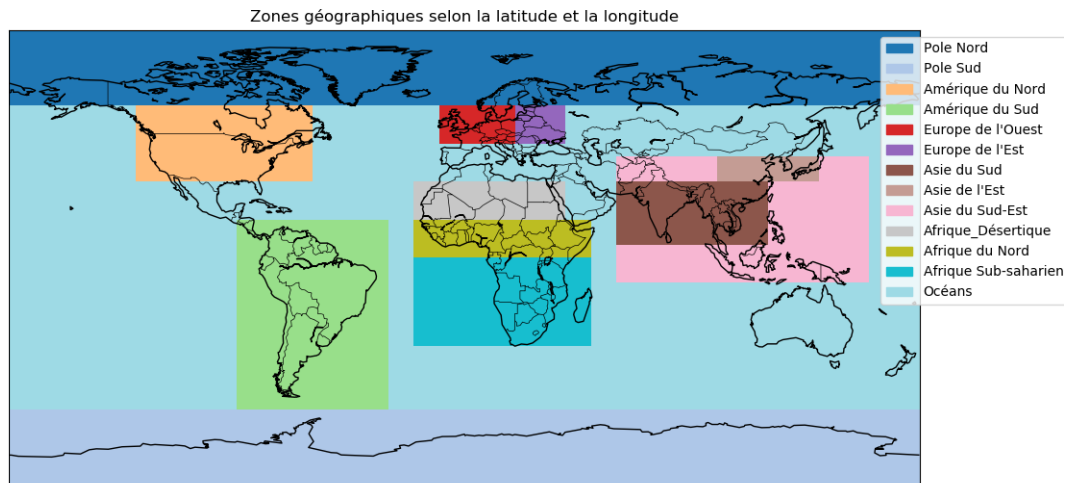 Zones géographiques selon la latitude et la longitude
Pole Nord
Pole Sud
Amérique du Nord
Amérique du Sud
Europe de l'Ouest
Europe de l'Est
Asie du Sud
Asie de l'Est
Asie du Sud-Est
Afrique_Désertique
Afrique du Nord
Afrique Sub-saharien
Océans